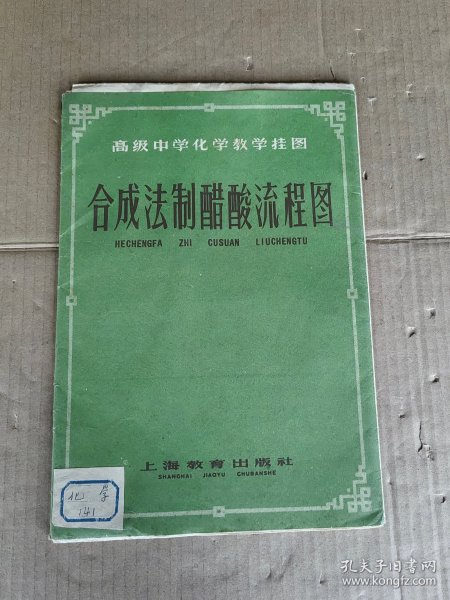 高级中学化学教学挂图
合成法制醋酸流程图
HECHENGFA ZHI CUSUAN LIUCHENGTU
上海教育出版社
SHANGHAI JIAOYU CHUBANSHE
化学
141
孔夫子旧书网
www.kongfz.com